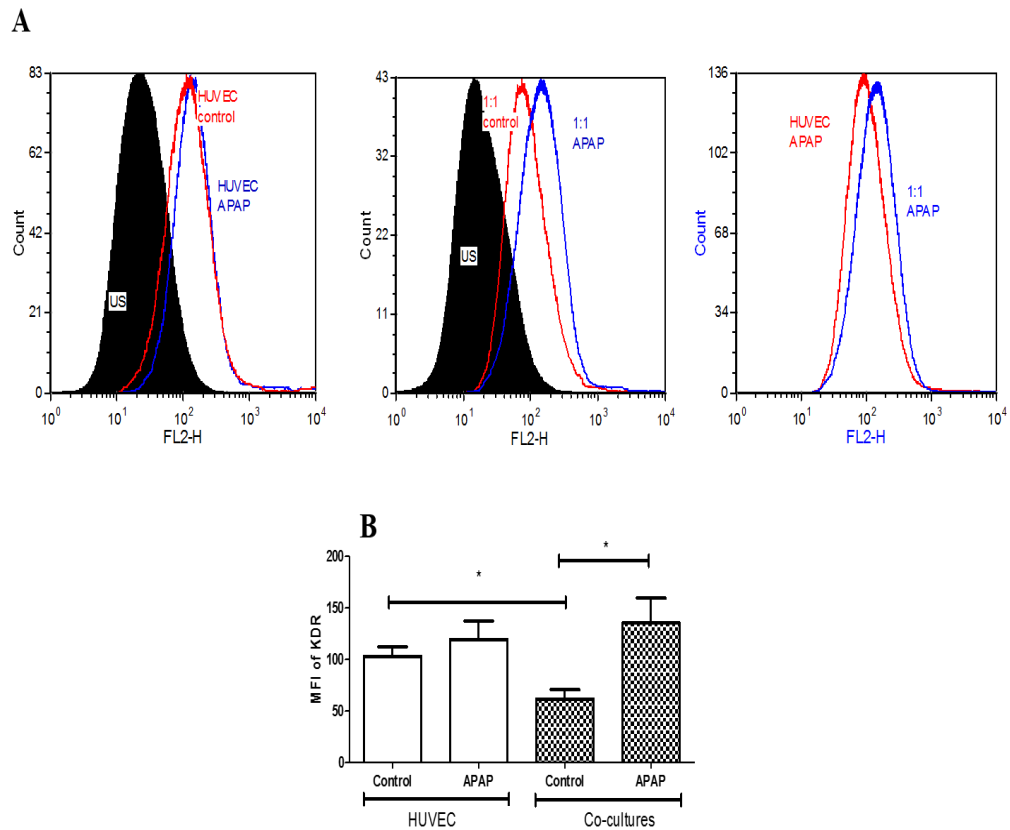 A
83
62
42
21
0
Count
US
HUVEC
control
HUVEC
APAP
10^0
10^1
10^2
10^3
10^4
FL2-H
43
32
22
11
0
Count
US
1:1
control
1:1
APAP
10^0
10^1
10^2
10^3
10^4
FL2-H
136
102
68
34
0
Count
HUVEC
APAP
1:1
APAP
10^0
10^1
10^2
10^3
10^4
FL2-H
B
200
150
100
50
0
MFI of KDR
*
*
Control
APAP
Control
APAP
HUVEC
Co-cultures